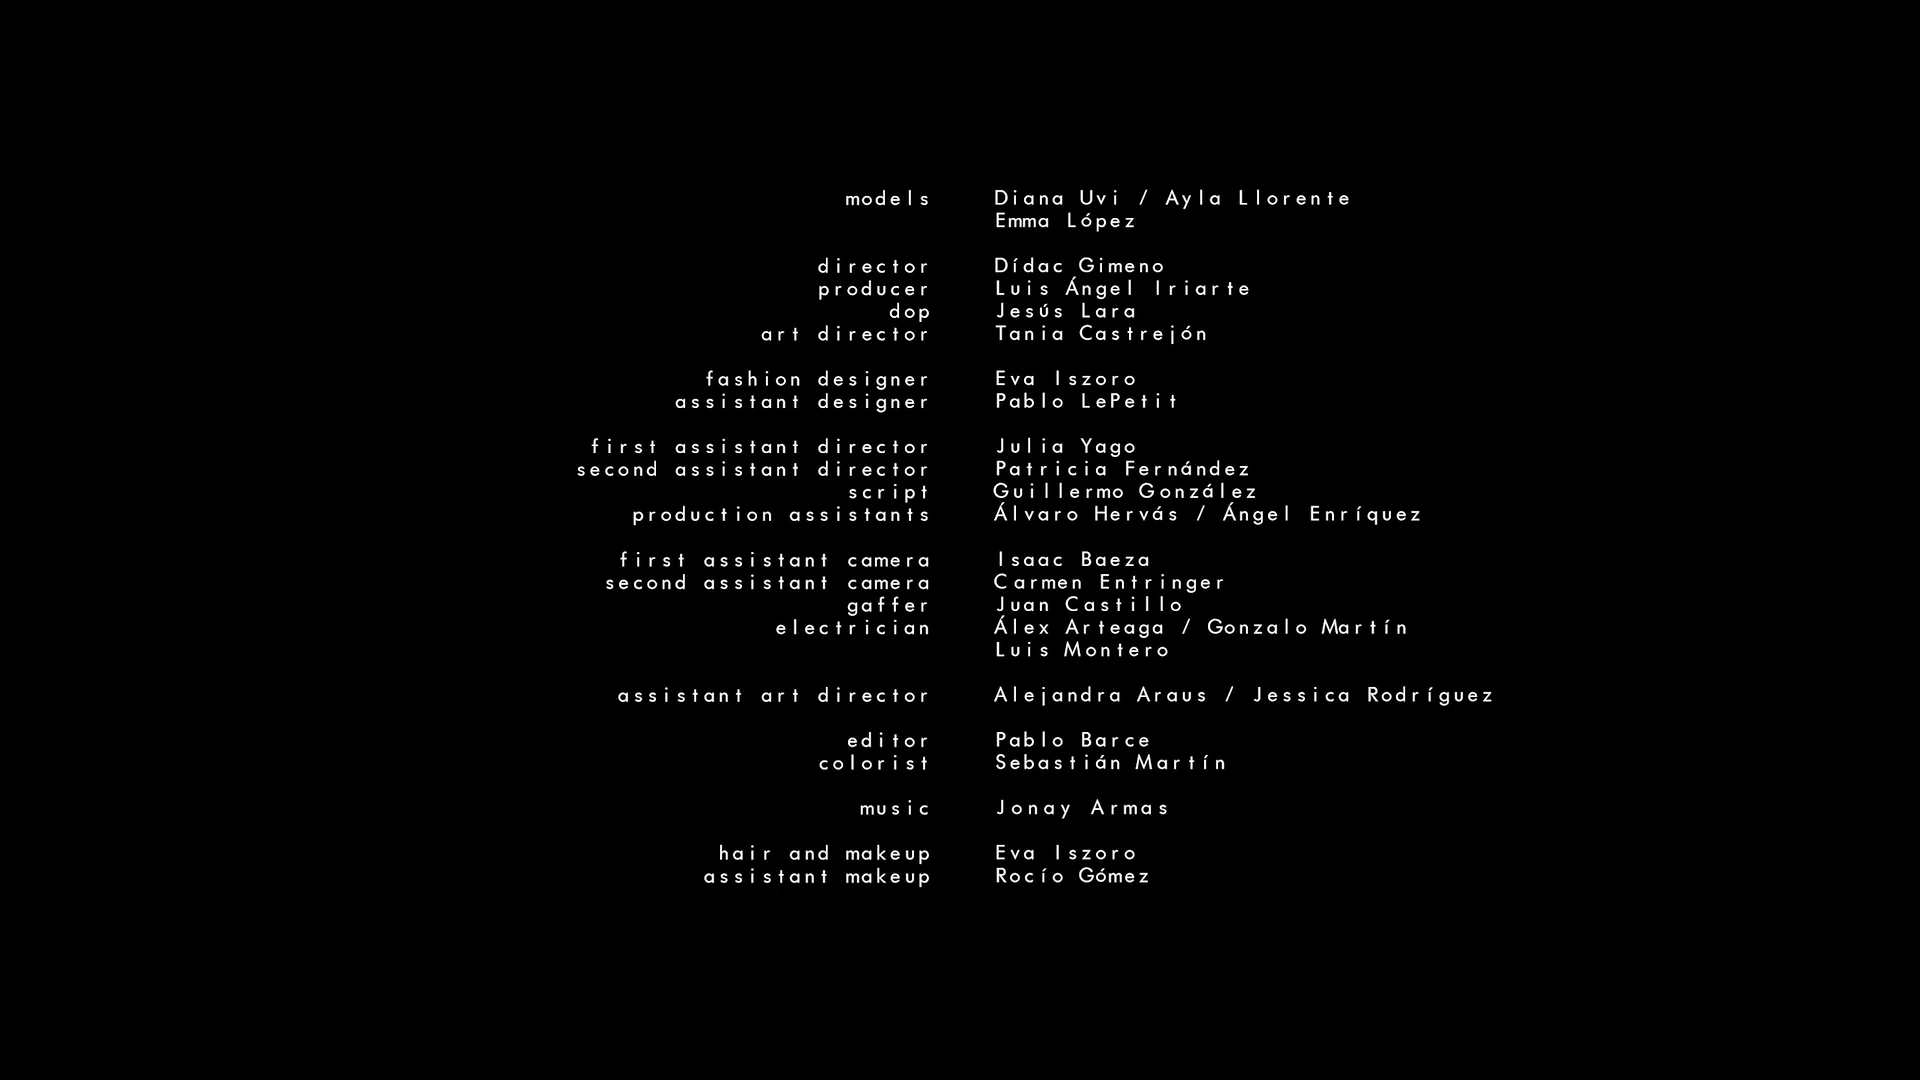 models Diana Uvi / Ayla Llorente
Emma López
director Dídac Gimeno
producer Luis Ángel Iriarte
dop Jesús Lara
art director Tania Castrejón
fashion designer Eva Iszoro
assistant designer Pablo LePetit
first assistant director Julia Yago
second assistant director Patricia Fernández
script Guillermo González
production assistants Álvaro Hervás / Ángel Enríquez
first assistant camera Isaac Baeza
second assistant camera Carmen Entringer
gaffer Juan Castillo
electrician Álex Arteaga / Gonzalo Martín
Luis Montero
assistant art director Alejandra Araus / Jessica Rodríguez
editor Pablo Barce
colorist Sebastián Martín
music Jonay Armas
hair and makeup Eva Iszoro
assistant makeup Rocío Gómez